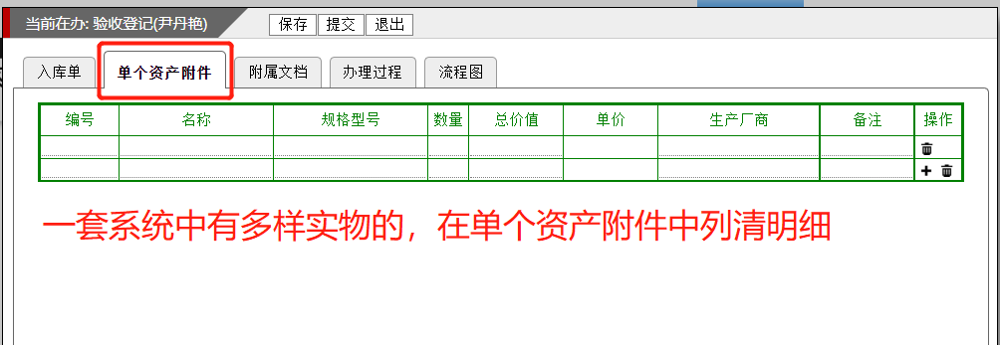 当前在办: 验收登记(尹丹艳) 保存 提交 退出
入库单 单个资产附件 附属文档 办理过程 流程图
编号 名称 规格型号 数量 总价值 单价 生产厂商 备注 操作
一套系统中有多样实物的，在单个资产附件中列清明细